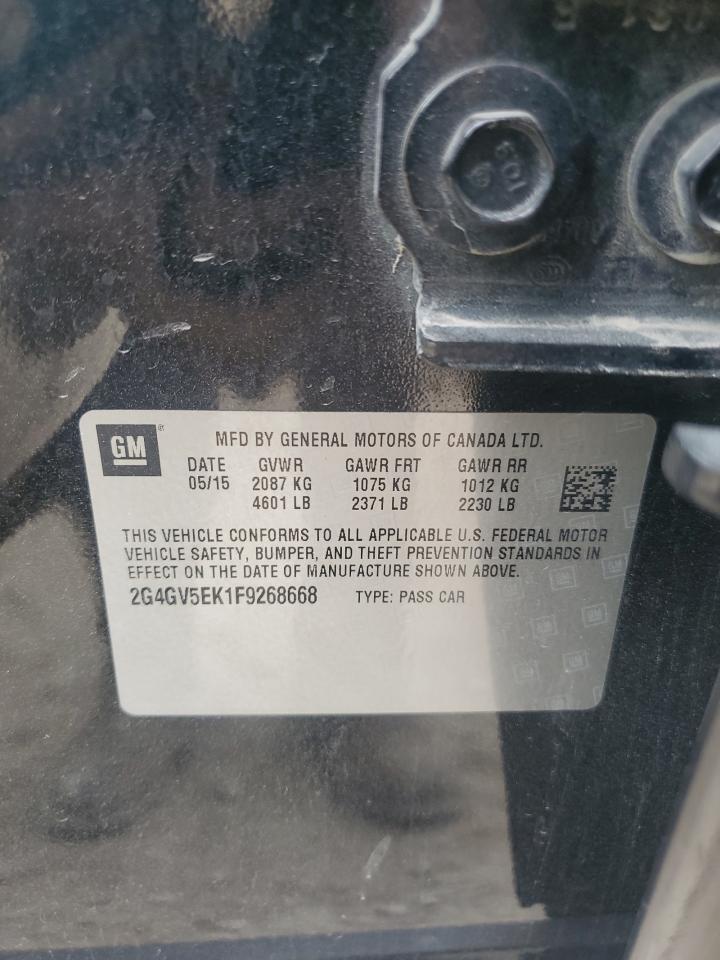 GM
MFD BY GENERAL MOTORS OF CANADA LTD.
DATE GVWR GAWR FRT GAWR RR
05/15 2087 KG 1075 KG 1012 KG
4601 LB 2371 LB 2230 LB
THIS VEHICLE CONFORMS TO ALL APPLICABLE U.S. FEDERAL MOTOR
VEHICLE SAFETY, BUMPER, AND THEFT PREVENTION STANDARDS IN
EFFECT ON THE DATE OF MANUFACTURE SHOWN ABOVE.
2G4GV5EK1F9268668 TYPE: PASS CAR